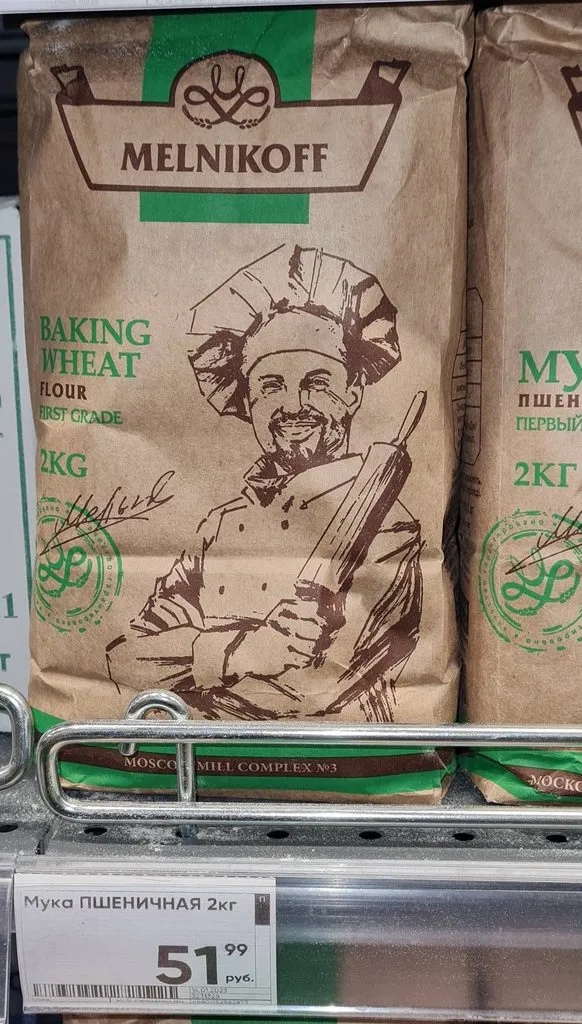 MELNIKOFF
BAKING
WHEAT
FLOUR
FIRST GRADE
2KG
MILL COMPLEX №3
МУ
ПШЕН
ПЕРВЫЙ
2КГ
Мука ПШЕНИЧНАЯ 2кг
51 99
руб.